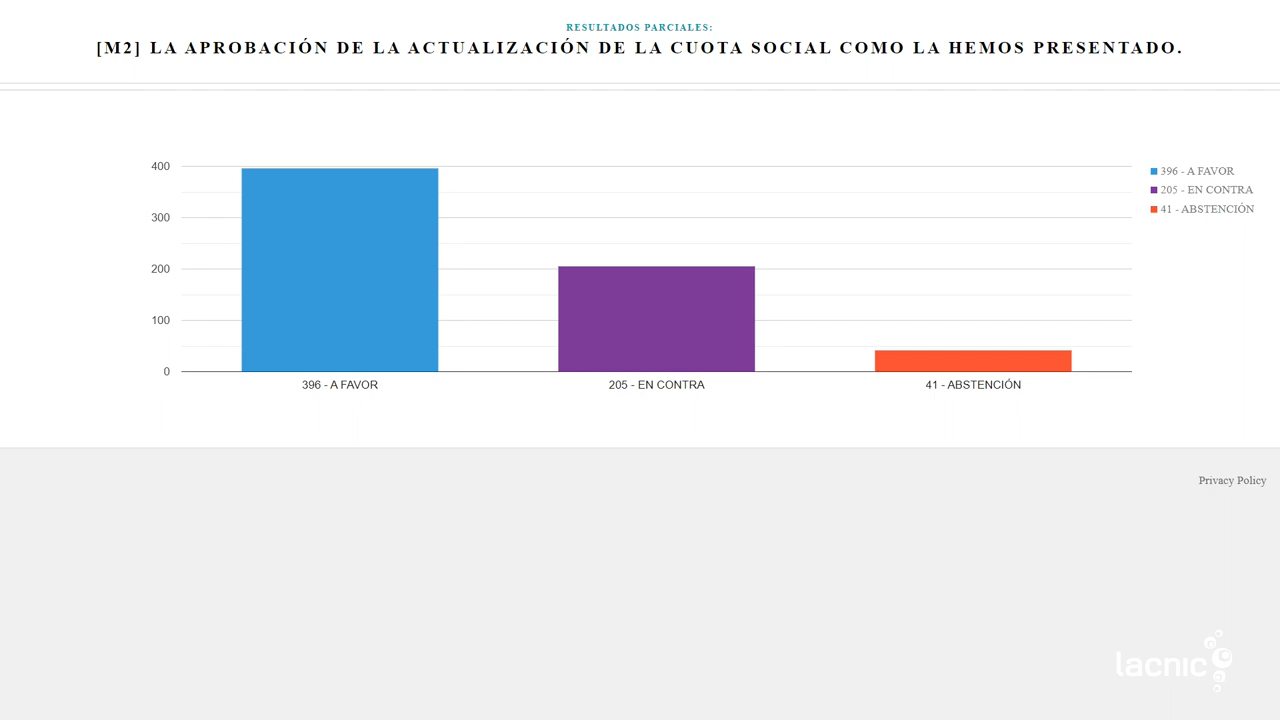 RESULTADOS PARCIALES:
[M2] LA APROBACIÓN DE LA ACTUALIZACIÓN DE LA CUOTA SOCIAL COMO LA HEMOS PRESENTADO.
400
300
200
100
0
396 - A FAVOR
205 - EN CONTRA
41 - ABSTENCIÓN
396 - A FAVOR
205 - EN CONTRA
41 - ABSTENCIÓN
Privacy Policy
lacnic